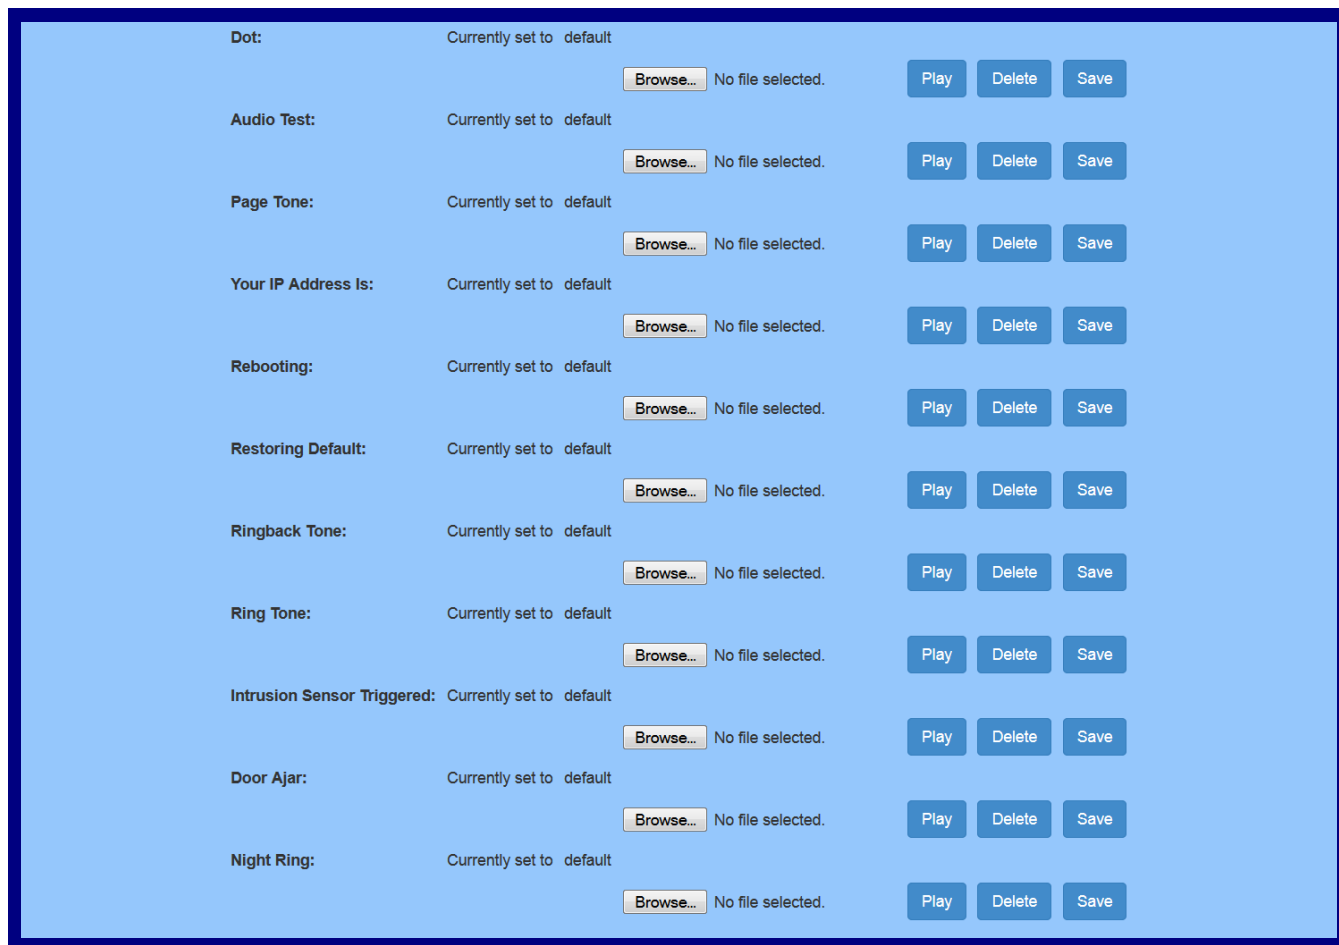 Dot: Currently set to default
Browse... No file selected. Play Delete Save
Audio Test: Currently set to default
Browse... No file selected. Play Delete Save
Page Tone: Currently set to default
Browse... No file selected. Play Delete Save
Your IP Address Is: Currently set to default
Browse... No file selected. Play Delete Save
Rebooting: Currently set to default
Browse... No file selected. Play Delete Save
Restoring Default: Currently set to default
Browse... No file selected. Play Delete Save
Ringback Tone: Currently set to default
Browse... No file selected. Play Delete Save
Ring Tone: Currently set to default
Browse... No file selected. Play Delete Save
Intrusion Sensor Triggered: Currently set to default
Browse... No file selected. Play Delete Save
Door Ajar: Currently set to default
Browse... No file selected. Play Delete Save
Night Ring: Currently set to default
Browse... No file selected. Play Delete Save